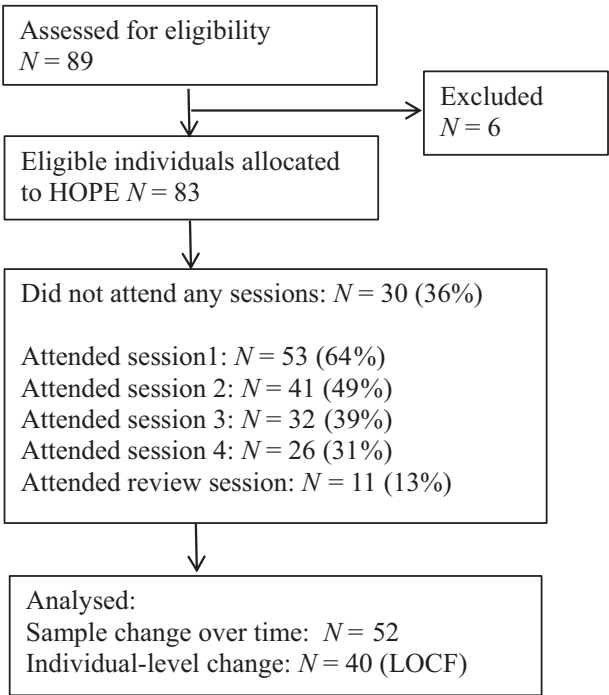 Assessed for eligibility
N = 89
Excluded
N = 6
Eligible individuals allocated
to HOPE N = 83
Did not attend any sessions: N = 30 (36%)
Attended session1: N = 53 (64%)
Attended session 2: N = 41 (49%)
Attended session 3: N = 32 (39%)
Attended session 4: N = 26 (31%)
Attended review session: N = 11 (13%)
Analysed:
Sample change over time: N = 52
Individual-level change: N = 40 (LOCF)